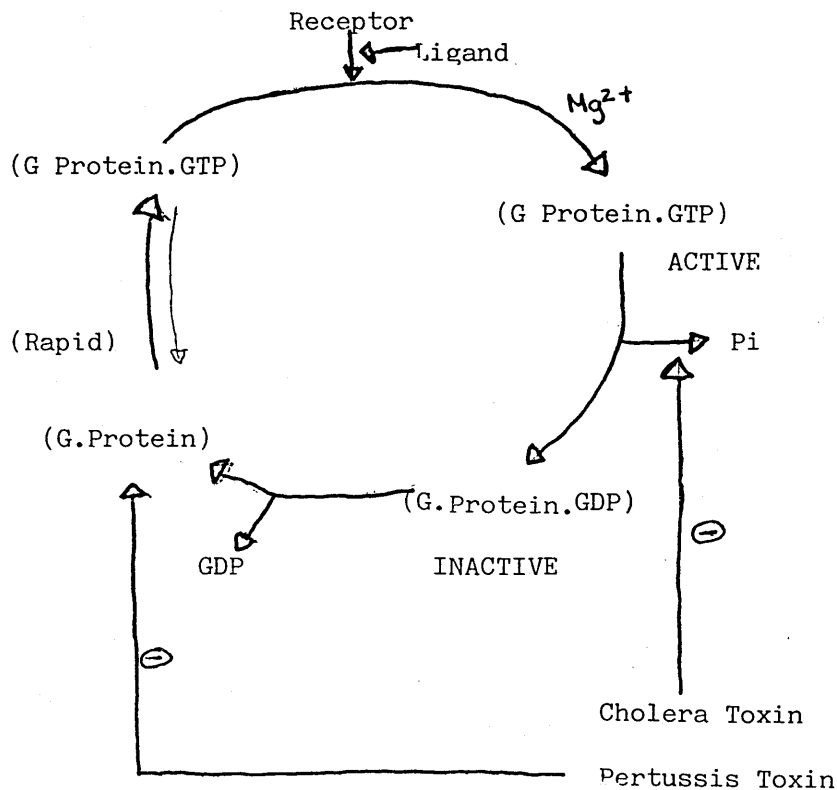 Receptor
Ligand
Mg²⁺
(G Protein.GTP)
(G Protein.GTP)
ACTIVE
(Rapid)
Pi
(G.Protein)
(G.Protein.GDP)
⊖
GDP
INACTIVE
⊖
Cholera Toxin
Pertussis Toxin